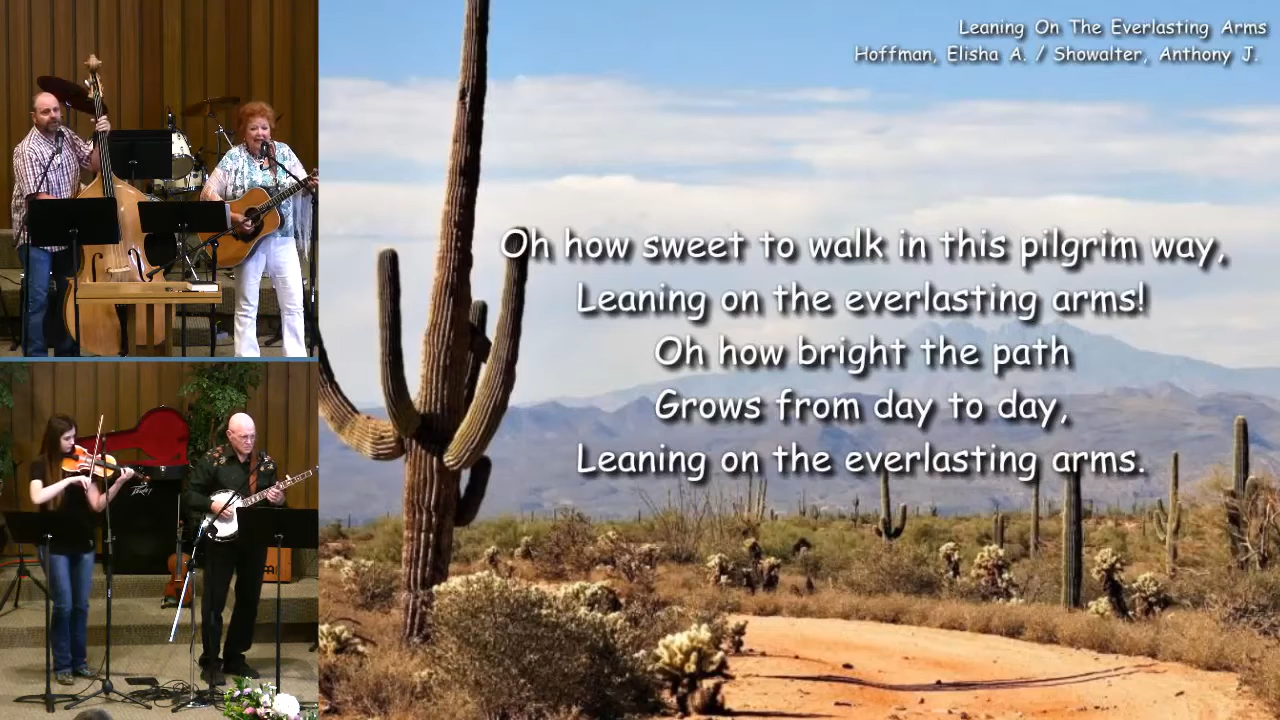 Leaning On The Everlasting Arms
Hoffman, Elisha A. / Showalter, Anthony J.
Oh how sweet to walk in this pilgrim way,
Leaning on the everlasting arms!
Oh how bright the path
Grows from day to day,
Leaning on the everlasting arms.
PEAVEY